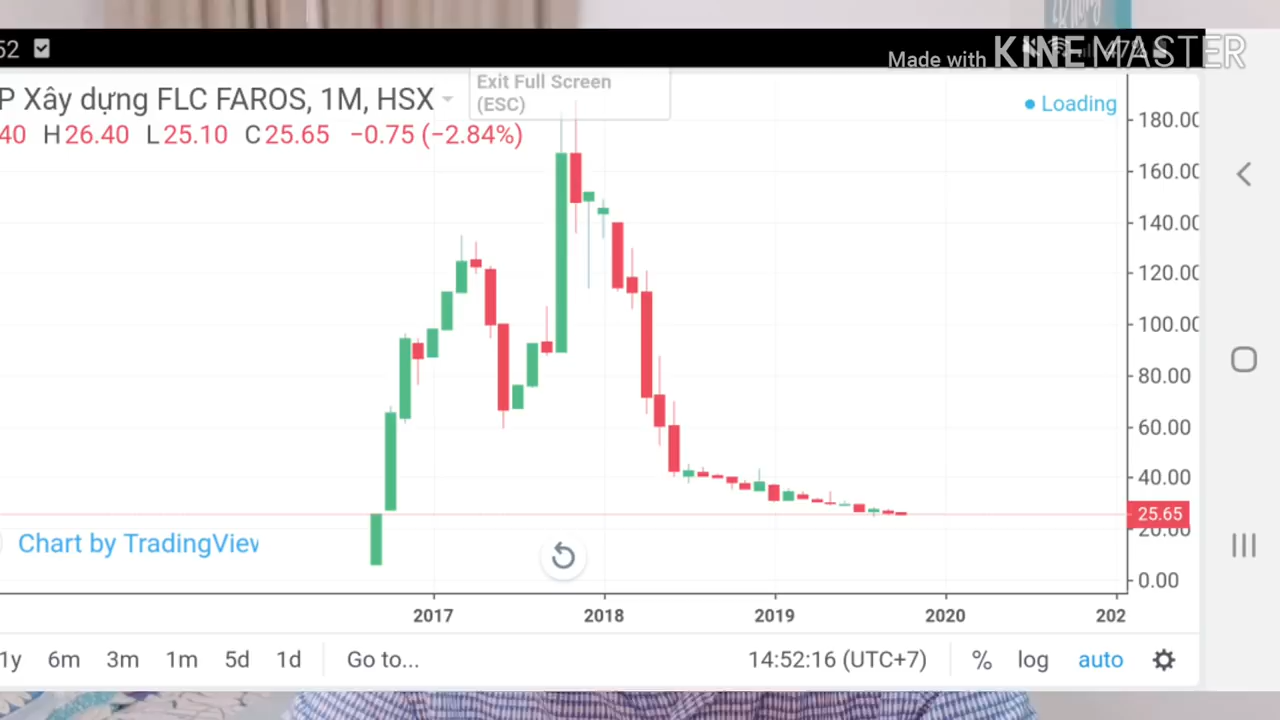 52
47%
Made with KINEMASTER
P Xây dựng FLC FAROS, 1M, HSX
Exit Full Screen
(ESC)
Loading
40 H26.40 L25.10 C25.65 −0.75 (−2.84%)
180.00
160.00
140.00
120.00
100.00
80.00
60.00
40.00
25.65
20.00
0.00
Chart by TradingView
2017 2018 2019 2020 202
1y 6m 3m 1m 5d 1d Go to... 14:52:16 (UTC+7) % log auto